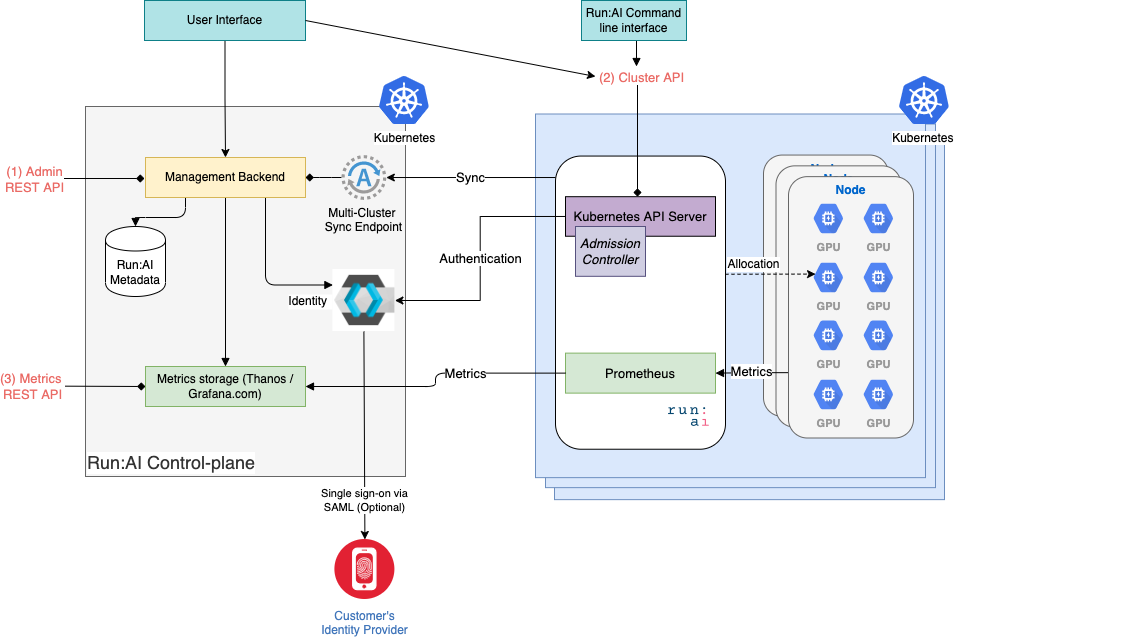 User Interface
Run:AI Command
line interface
(2) Cluster API
Kubernetes
Kubernetes
(1) Admin
REST API
Management Backend
A
Sync
Multi-Cluster
Sync Endpoint
Run:AI
Metadata
Identity
Authentication
Kubernetes API Server
Admission
Controller
Allocation
Node
Node
Node
GPU
GPU
GPU
GPU
GPU
GPU
GPU
GPU
(3) Metrics
REST API
Metrics storage (Thanos /
Grafana.com)
Metrics
Prometheus
Metrics
run:
ai
Run:AI Control-plane
Single sign-on via
SAML (Optional)
Customer's
Identity Provider